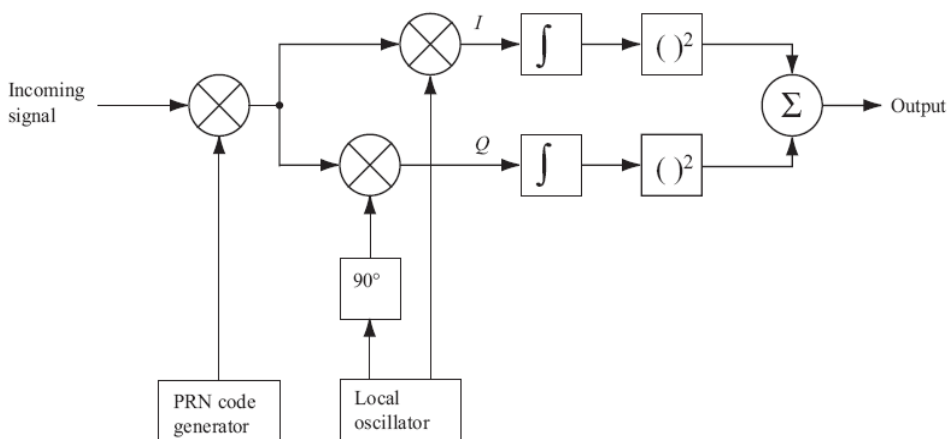 I
∫
( )²
Incoming
signal
Σ
Output
Q
∫
( )²
90°
PRN code
generator
Local
oscillator